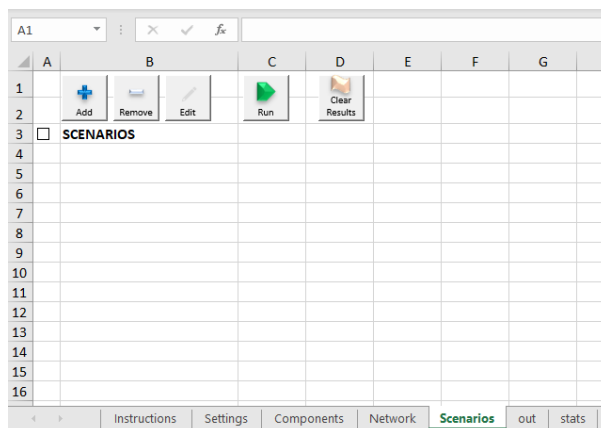 A1 fx
A B C D E F G
1
Clear
2 Add Remove Edit Run Results
3 SCENARIOS
4
5
6
7
8
9
10
11
12
13
14
15
16
Instructions Settings Components Network Scenarios out stats